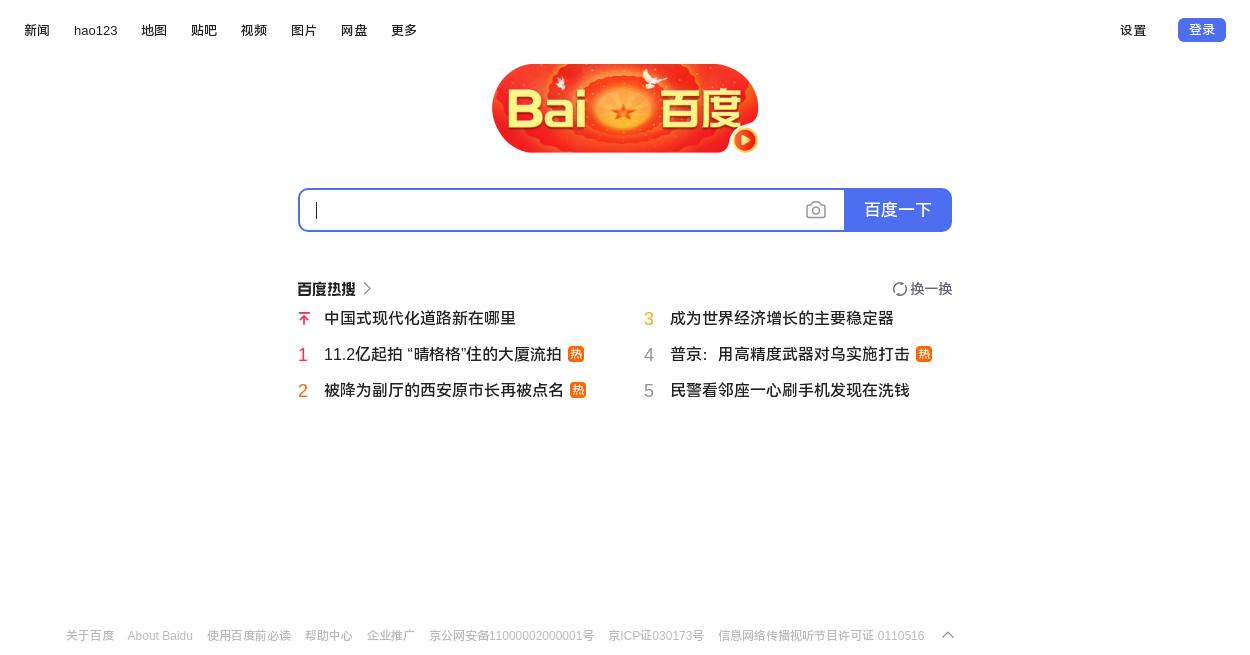 新闻 hao123 地图 贴吧 视频 图片 网盘 更多 设置 登录
Bai 百度
百度一下
百度热搜 换一换
中国式现代化道路新在哪里
1 11.2亿起拍 “晴格格”住的大厦流拍 热
2 被降为副厅的西安原市长再被点名 热
3 成为世界经济增长的主要稳定器
4 普京：用高精度武器对乌实施打击 热
5 民警看邻座一心刷手机发现在洗钱
关于百度 About Baidu 使用百度前必读 帮助中心 企业推广 京公网安备11000002000001号 京ICP证030173号 信息网络传播视听节目许可证 0110516